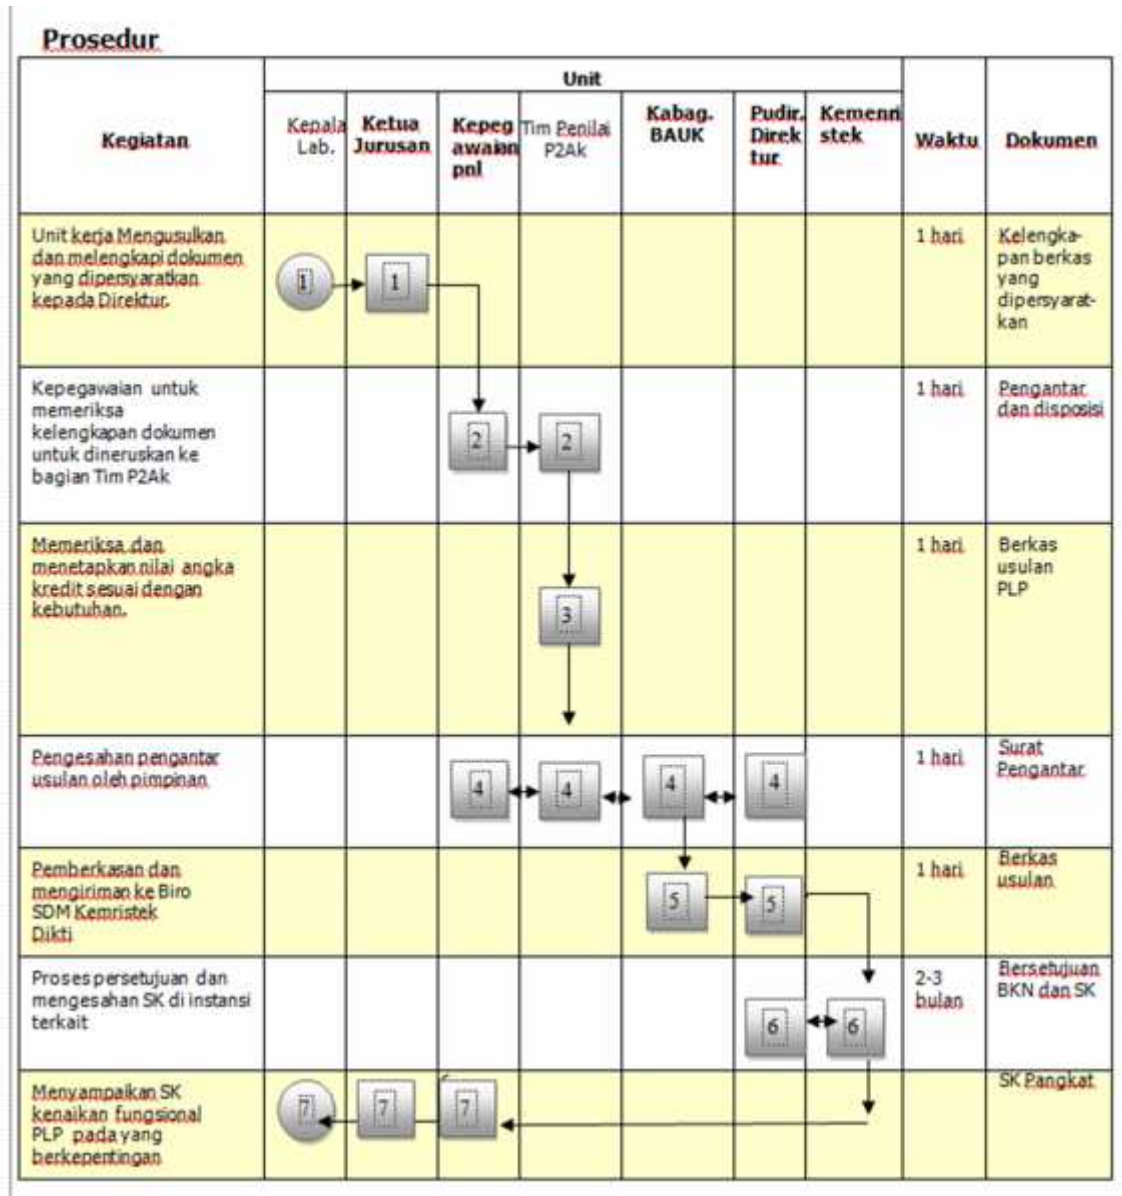 Prosedur
Unit
Kegiatan
Kepala
Lab.
Ketua
Jurusan
Kepeg
awaian
pnl
Tim Penilai
P2Ak
Kabag.
BAUK
Pudir.
Direk
tur
Kemenri
stek
Waktu
Dokumen
Unit kerja Mengusulkan
dan melengkapi dokumen
yang dipersyaratkan
kepada Direktur.
1
1
1 hari
Kelengka-
pan berkas
yang
dipersyarat-
kan
Kepegawaian untuk
memeriksa
kelengkapan dokumen
untuk dineruskan ke
bagian Tim P2Ak
2
2
1 hari
Pengantar
dan disposisi
Memeriksa dan
menetapkan nilai angka
kredit sesuai dengan
kebutuhan.
3
1 hari
Berkas
usulan
PLP
Pengesahan pengantar
usulan oleh pimpinan
4
4
4
4
1 hari
Surat
Pengantar
Pemberkasan dan
mengiriman ke Biro
SDM Kemristek
Dikti
5
5
1 hari
Berkas
usulan
Proses persetujuan dan
mengesahan SK di instansi
terkait
6
6
2-3
bulan
Bersetujuan
BKN dan SK
Menyampaikan SK
kenaikan fungsional
PLP pada yang
berkepentingan
7
7
7
SK Pangkat